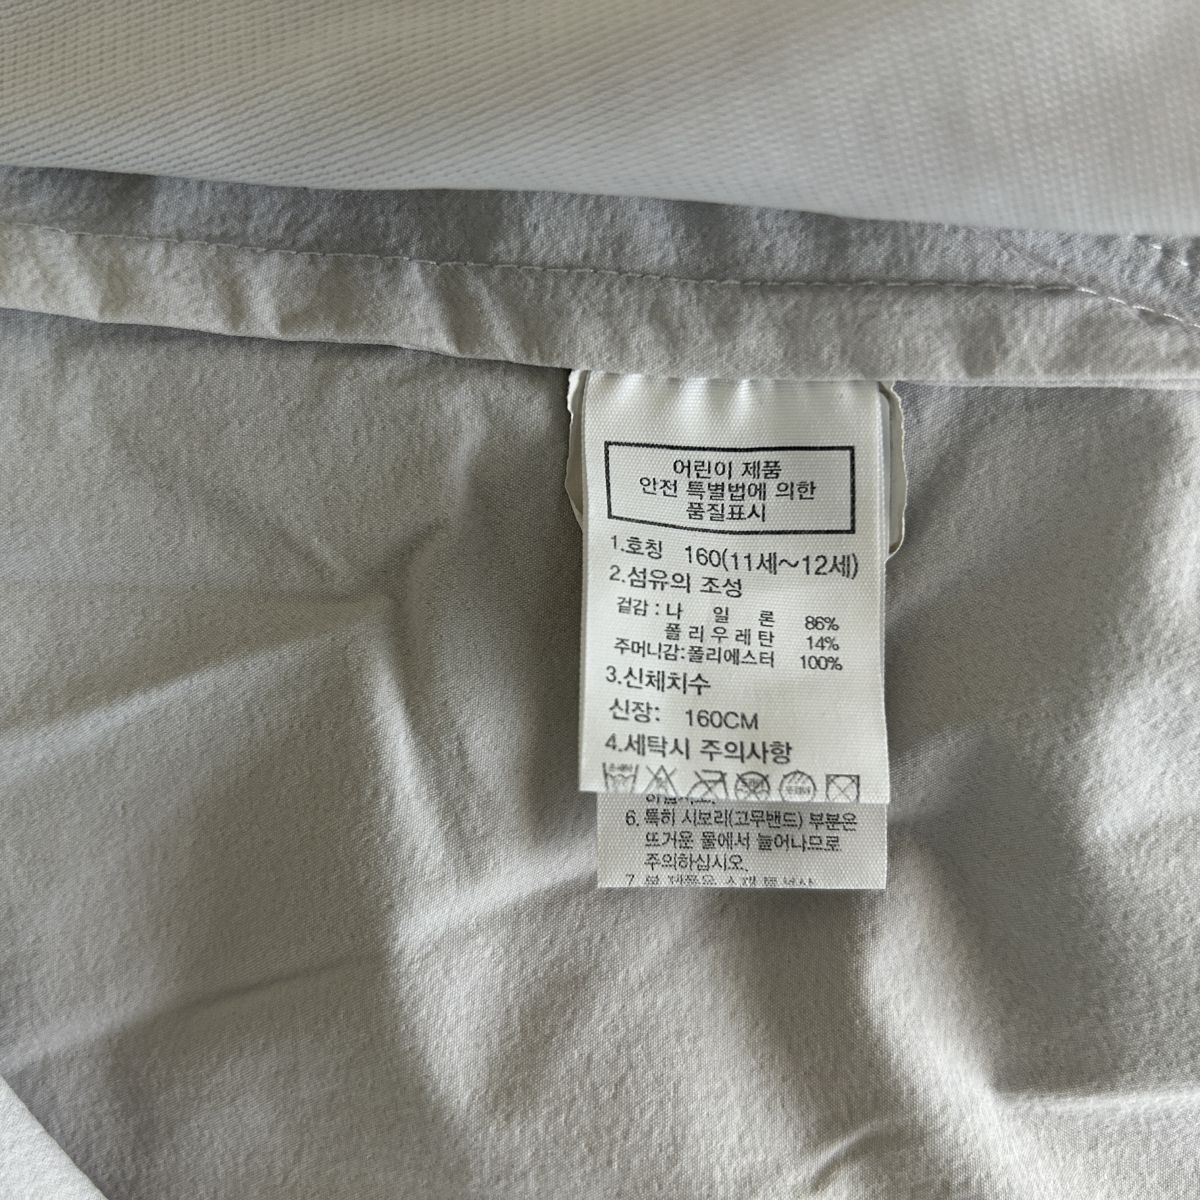 어린이 제품
안전 특별법에 의한
품질표시
1.호칭 160(11세~12세)
2.섬유의 조성
겉감 : 나 일 론 86%
폴 리 우 레 탄 14%
주머니감:폴리에스터 100%
3.신체치수
신장: 160CM
4.세탁시 주의사항
6. 특히 시보리(고무밴드) 부분은
뜨거운 물에서 늘어나므로
주의하십시오.
7.